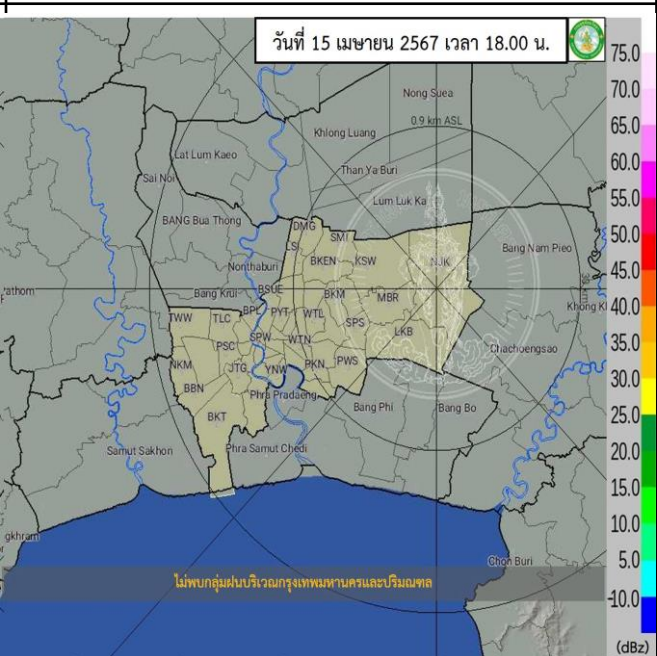 วันที่ 15 เมษายน 2567 เวลา 18.00 น.
75.0
70.0
65.0
60.0
55.0
50.0
45.0
40.0
35.0
30.0
25.0
20.0
15.0
10.0
5.0
-10.0
(dBz)
Nong Suea
0.9 km ASL
Khlong Luang
Lat Lum Kaeo
Than Ya Buri
Sai Noi
Lum Luk Ka
BANG Bua Thong
DMG
SMI
LSI
Bang Nam Pieo
BKEN
KSW
NJK
Nonthaburi
Bang Krui
BSUE
BKM
MBR
athom
BPL
PYT
WTL
TWW
TLC
SPS
LKB
SPW
WTN
PSC
Chachoengsao
NKM
JTG
YNW
PKN
PWS
BBN
Phra Pradaeng
BKT
Bang Phi
Bang Bo
Samut Sakhon
Phra Samut Chedi
gkhram
Chon Buri
ไม่พบกลุ่มฝนบริเวณกรุงเทพมหานครและปริมณฑล